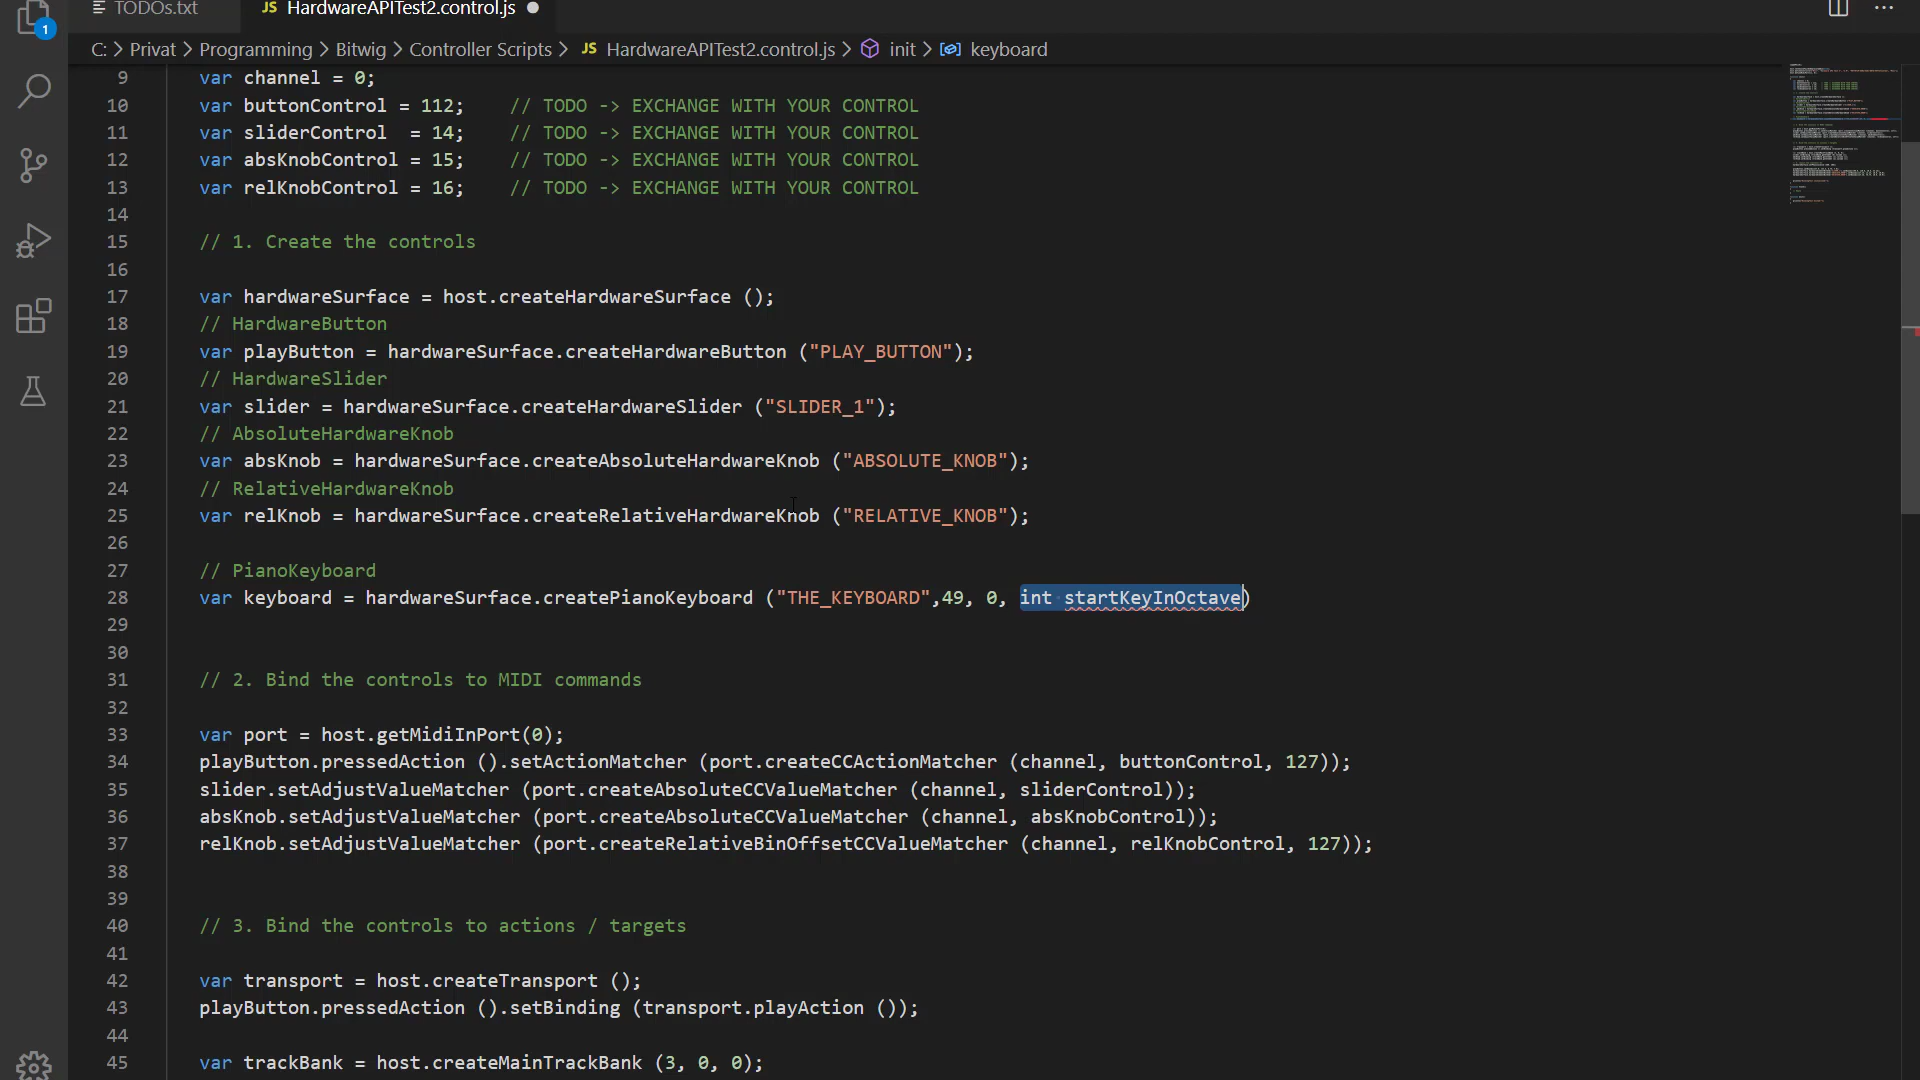 TODOs.txt
JS HardwareAPITest2.control.js
1
C: > Privat > Programming > Bitwig > Controller Scripts > JS HardwareAPITest2.control.js > init > keyboard
9 var channel = 0;
10 var buttonControl = 112; // TODO -> EXCHANGE WITH YOUR CONTROL
11 var sliderControl = 14; // TODO -> EXCHANGE WITH YOUR CONTROL
12 var absKnobControl = 15; // TODO -> EXCHANGE WITH YOUR CONTROL
13 var relKnobControl = 16; // TODO -> EXCHANGE WITH YOUR CONTROL
14
15 // 1. Create the controls
16
17 var hardwareSurface = host.createHardwareSurface ();
18 // HardwareButton
19 var playButton = hardwareSurface.createHardwareButton ("PLAY_BUTTON");
20 // HardwareSlider
21 var slider = hardwareSurface.createHardwareSlider ("SLIDER_1");
22 // AbsoluteHardwareKnob
23 var absKnob = hardwareSurface.createAbsoluteHardwareKnob ("ABSOLUTE_KNOB");
24 // RelativeHardwareKnob
25 var relKnob = hardwareSurface.createRelativeHardwareKnob ("RELATIVE_KNOB");
26
27 // PianoKeyboard
28 var keyboard = hardwareSurface.createPianoKeyboard ("THE_KEYBOARD",49, 0, int startKeyInOctave)
29
30
31 // 2. Bind the controls to MIDI commands
32
33 var port = host.getMidiInPort(0);
34 playButton.pressedAction ().setActionMatcher (port.createCCActionMatcher (channel, buttonControl, 127));
35 slider.setAdjustValueMatcher (port.createAbsoluteCCValueMatcher (channel, sliderControl));
36 absKnob.setAdjustValueMatcher (port.createAbsoluteCCValueMatcher (channel, absKnobControl));
37 relKnob.setAdjustValueMatcher (port.createRelativeBinOffsetCCValueMatcher (channel, relKnobControl, 127));
38
39
40 // 3. Bind the controls to actions / targets
41
42 var transport = host.createTransport ();
43 playButton.pressedAction ().setBinding (transport.playAction ());
44
45 var trackBank = host.createMainTrackBank (3, 0, 0);